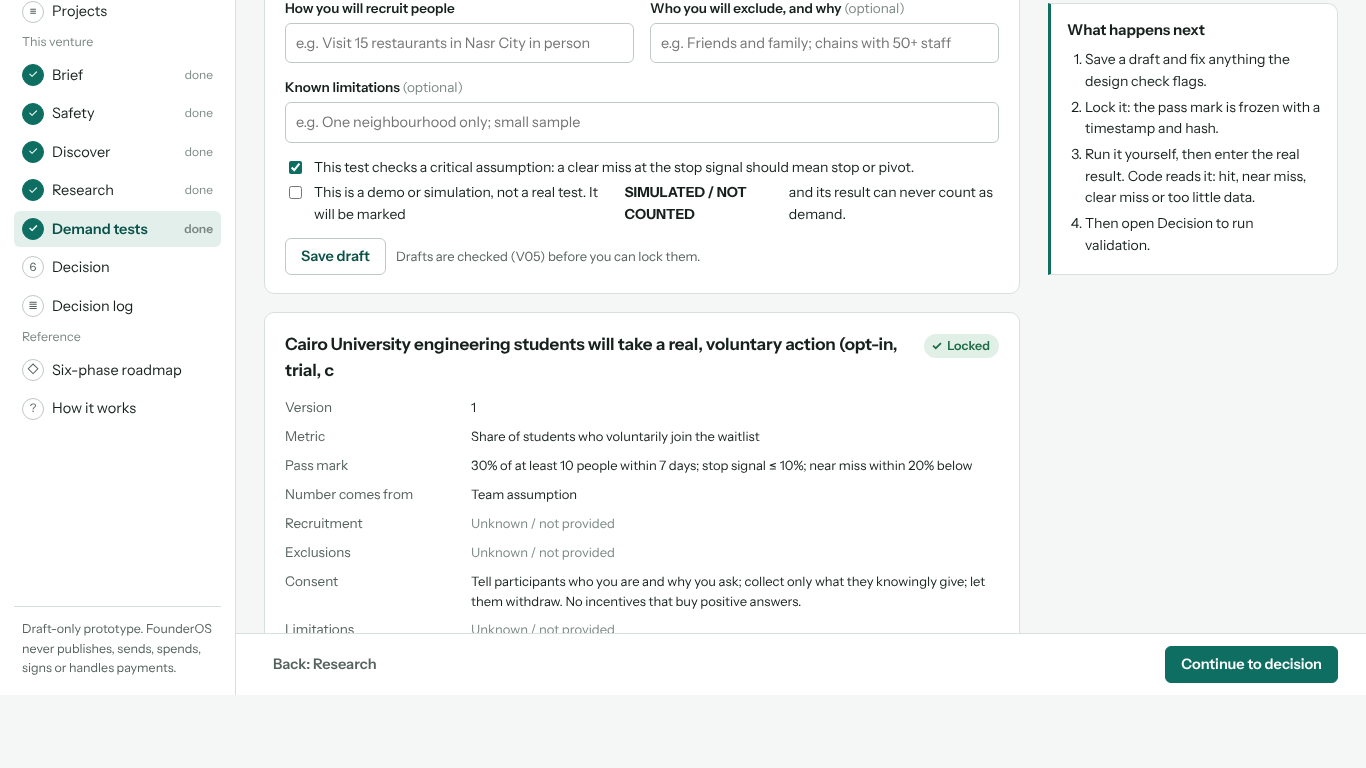 Projects
This venture
Brief done
Safety done
Discover done
Research done
Demand tests done
6 Decision
Decision log
Reference
Six-phase roadmap
? How it works
Draft-only prototype. FounderOS
never publishes, sends, spends,
signs or handles payments.
How you will recruit people
e.g. Visit 15 restaurants in Nasr City in person
Who you will exclude, and why (optional)
e.g. Friends and family; chains with 50+ staff
Known limitations (optional)
e.g. One neighbourhood only; small sample
This test checks a critical assumption: a clear miss at the stop signal should mean stop or pivot.
This is a demo or simulation, not a real test. It
will be marked
SIMULATED / NOT
COUNTED
and its result can never count as
demand.
Save draft
Drafts are checked (V05) before you can lock them.
Cairo University engineering students will take a real, voluntary action (opt-in,
trial, c
Locked
Version 1
Metric Share of students who voluntarily join the waitlist
Pass mark 30% of at least 10 people within 7 days; stop signal ≤ 10%; near miss within 20% below
Number comes from Team assumption
Recruitment Unknown / not provided
Exclusions Unknown / not provided
Consent Tell participants who you are and why you ask; collect only what they knowingly give; let
them withdraw. No incentives that buy positive answers.
Limitations Unknown / not provided
What happens next
1. Save a draft and fix anything the
design check flags.
2. Lock it: the pass mark is frozen with a
timestamp and hash.
3. Run it yourself, then enter the real
result. Code reads it: hit, near miss,
clear miss or too little data.
4. Then open Decision to run
validation.
Back: Research
Continue to decision